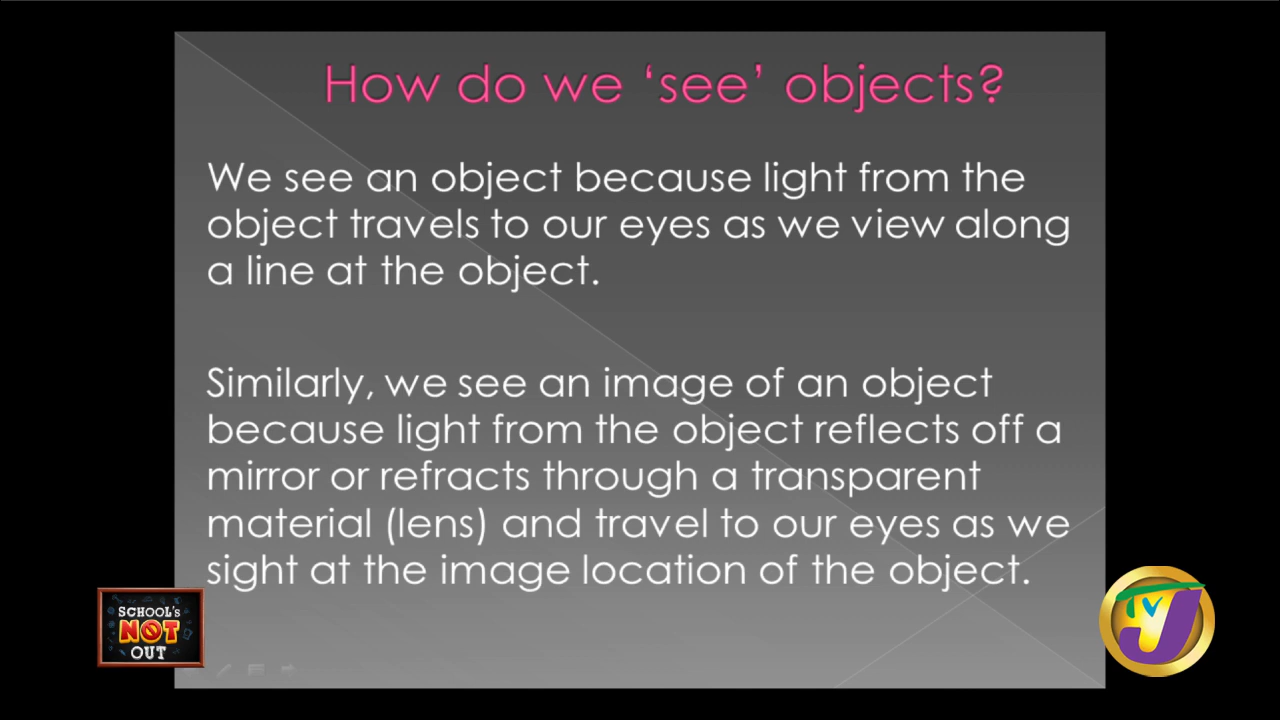 How do we ‘see’ objects?
We see an object because light from the
object travels to our eyes as we view along
a line at the object.
Similarly, we see an image of an object
because light from the object reflects off a
mirror or refracts through a transparent
material (lens) and travel to our eyes as we
sight at the image location of the object.
SCHOOL'S
NOT
OUT
TVJ